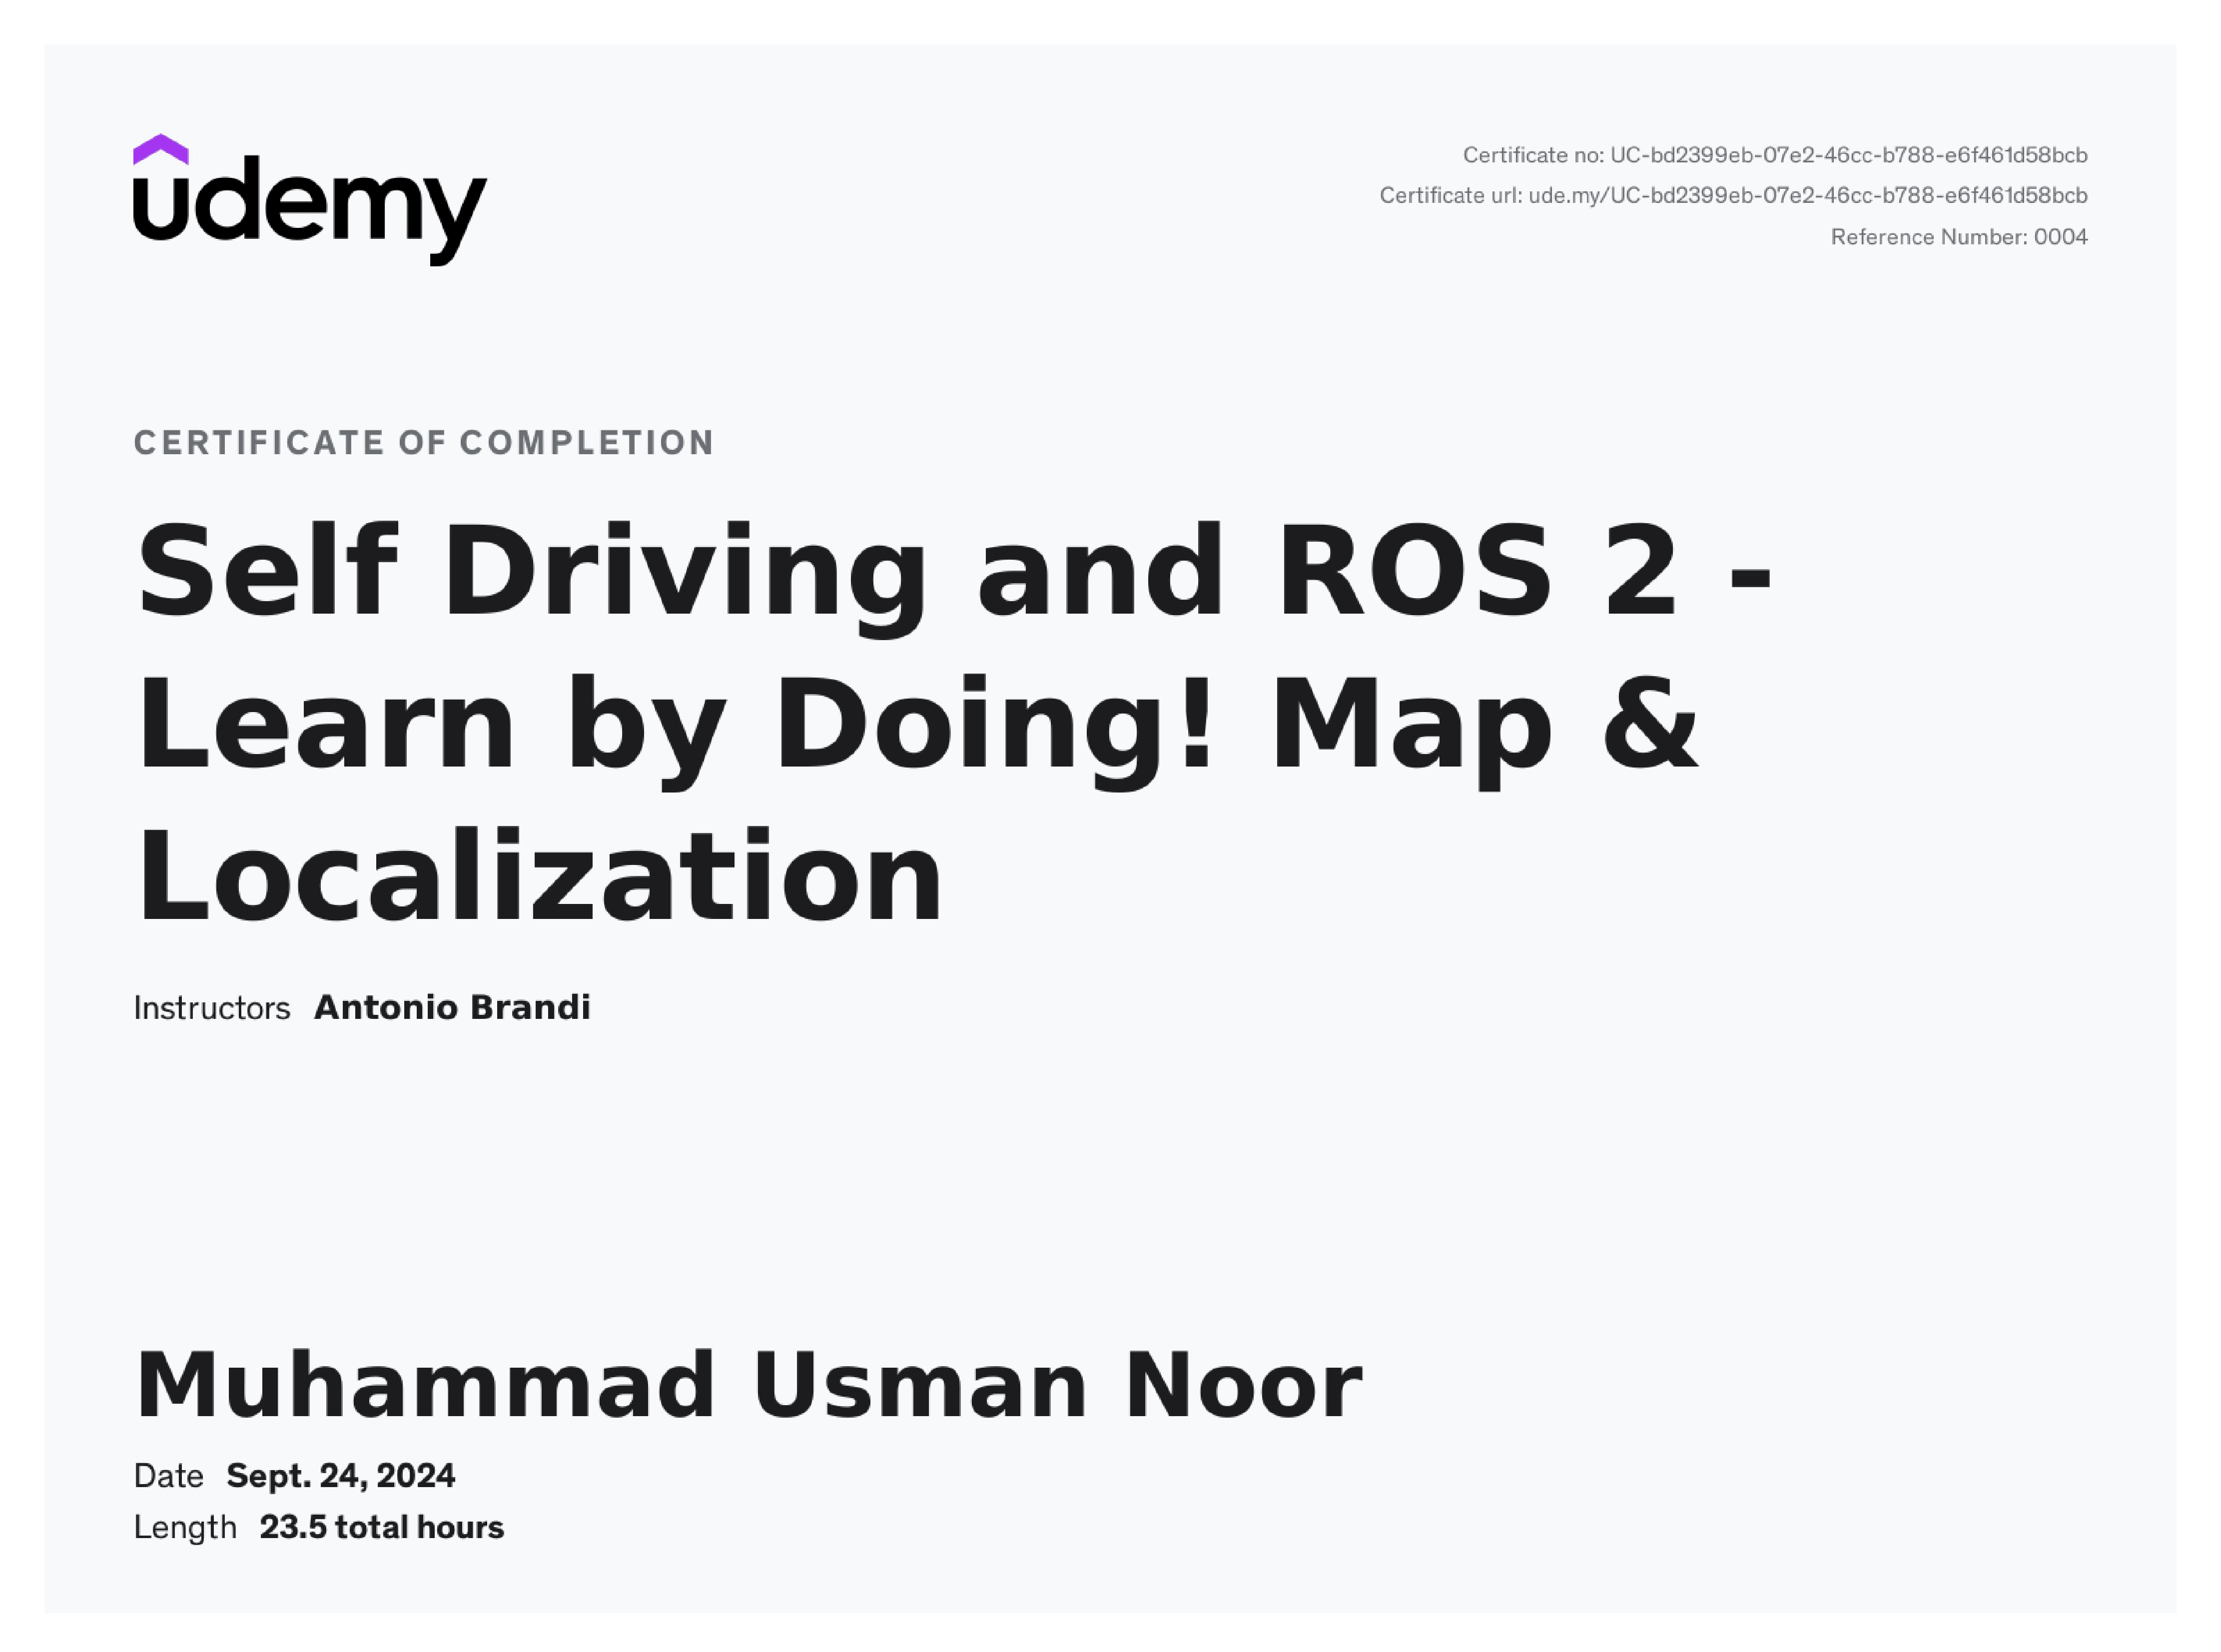 udemy
Certificate no: UC-bd2399eb-07e2-46cc-b788-e6f461d58bcb
Certificate url: ude.my/UC-bd2399eb-07e2-46cc-b788-e6f461d58bcb
Reference Number: 0004
CERTIFICATE OF COMPLETION
Self Driving and ROS 2 -
Learn by Doing! Map &
Localization
Instructors Antonio Brandi
Muhammad Usman Noor
Date Sept. 24, 2024
Length 23.5 total hours